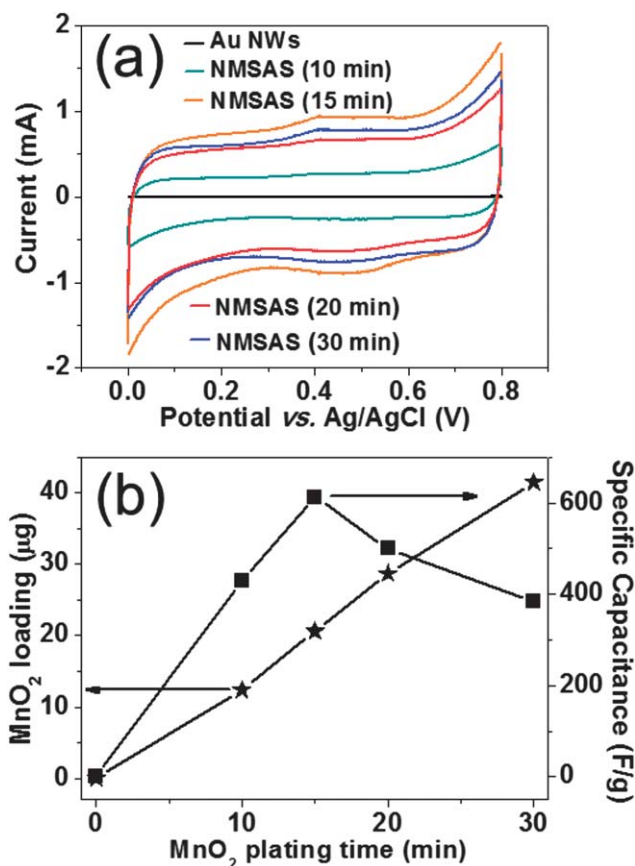 (a)
Au NWs
NMSAS (10 min)
NMSAS (15 min)
NMSAS (20 min)
NMSAS (30 min)
Current (mA)
2
1
0
-1
-2
0.0 0.2 0.4 0.6 0.8
Potential vs. Ag/AgCl (V)
(b)
MnO₂ loading (μg)
40
30
20
10
0
Specific Capacitance (F/g)
600
400
200
0
0 10 20 30
MnO₂ plating time (min)